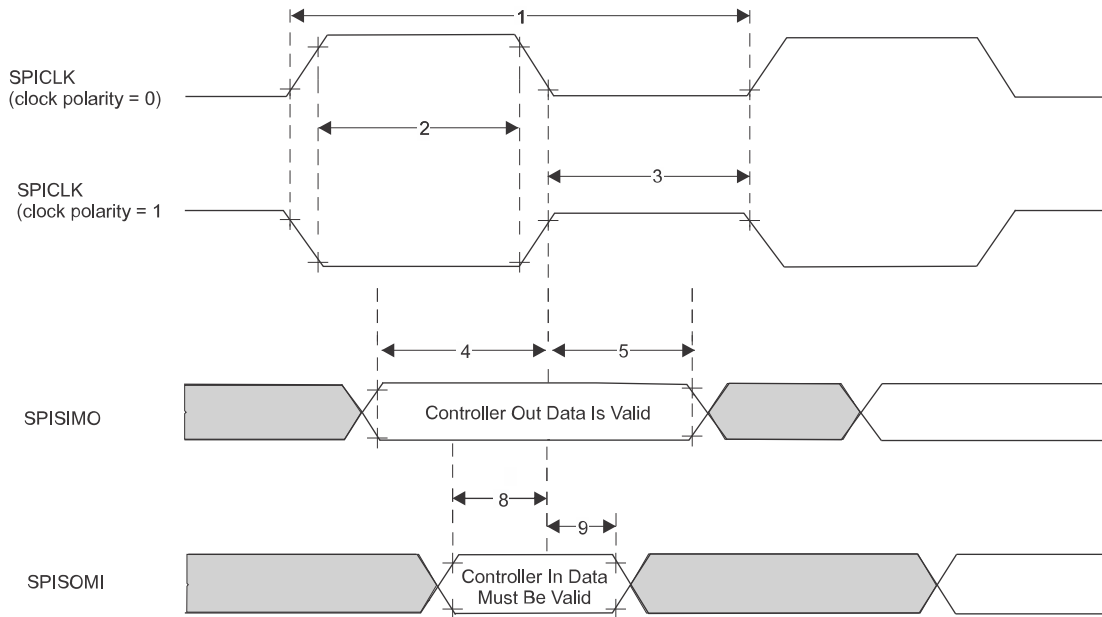 1
SPICLK
(clock polarity = 0)
2
3
SPICLK
(clock polarity = 1
4
5
SPISIMO
Controller Out Data Is Valid
8
9
SPISOMI
Controller In Data
Must Be Valid